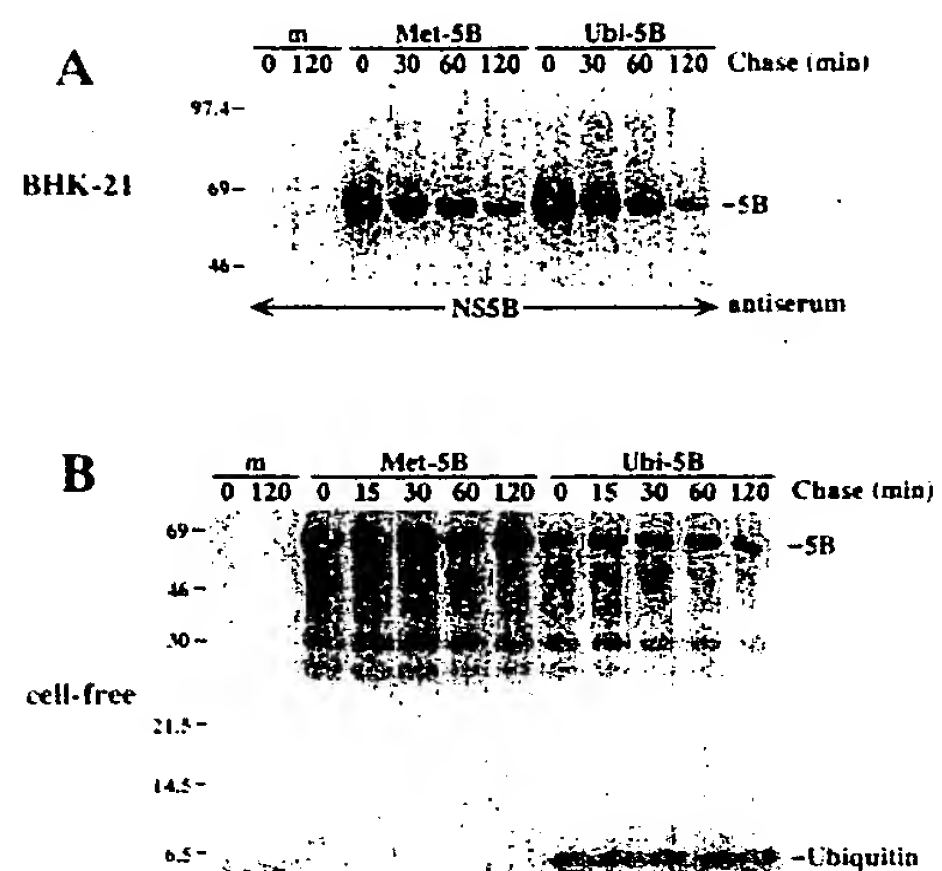 A
m Met-5B Ubi-5B
0 120 0 30 60 120 0 30 60 120 Chase (min)
97.4-
BHK-21
69-
-5B
46-
NS5B antiserum
B
m Met-5B Ubi-5B
0 120 0 15 30 60 120 0 15 30 60 120 Chase (min)
69-
-5B
46-
30-
cell-free
21.5-
14.5-
6.5-
-Ubiquitin